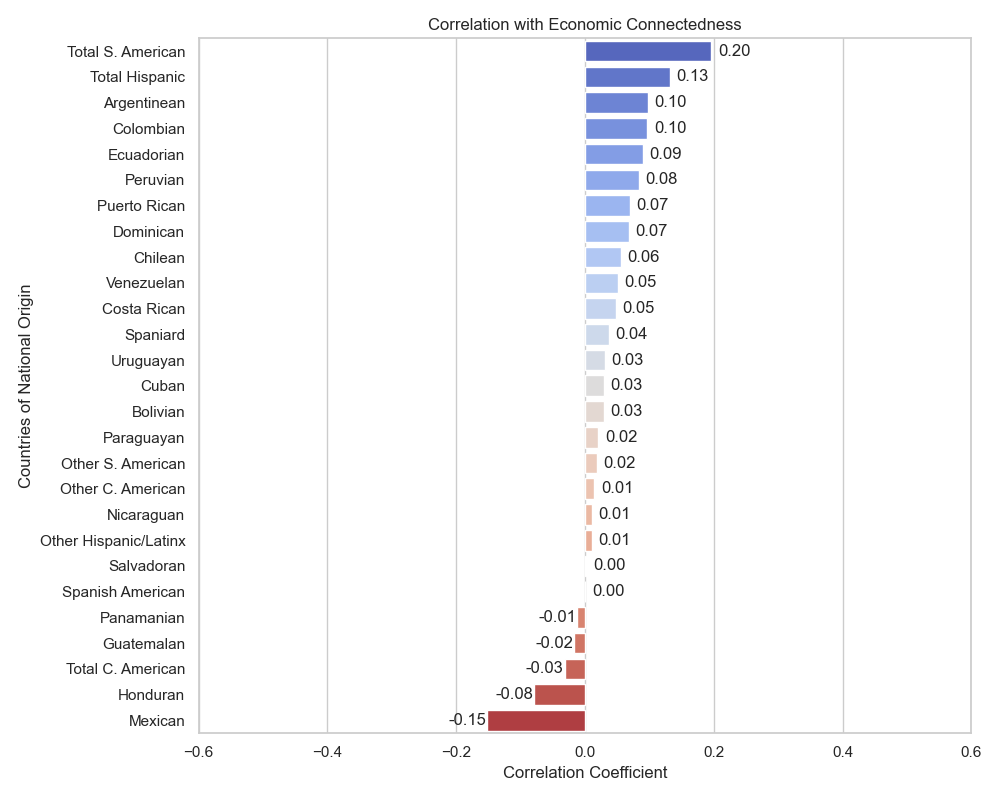 Correlation with Economic Connectedness
Total S. American 0.20
Total Hispanic 0.13
Argentinean 0.10
Colombian 0.10
Ecuadorian 0.09
Peruvian 0.08
Puerto Rican 0.07
Dominican 0.07
Chilean 0.06
Venezuelan 0.05
Costa Rican 0.05
Spaniard 0.04
Uruguayan 0.03
Cuban 0.03
Bolivian 0.03
Paraguayan 0.02
Other S. American 0.02
Other C. American 0.01
Nicaraguan 0.01
Other Hispanic/Latinx 0.01
Salvadoran 0.00
Spanish American 0.00
Panamanian -0.01
Guatemalan -0.02
Total C. American -0.03
Honduran -0.08
Mexican -0.15
−0.6 −0.4 −0.2 0.0 0.2 0.4 0.6
Correlation Coefficient
Countries of National Origin